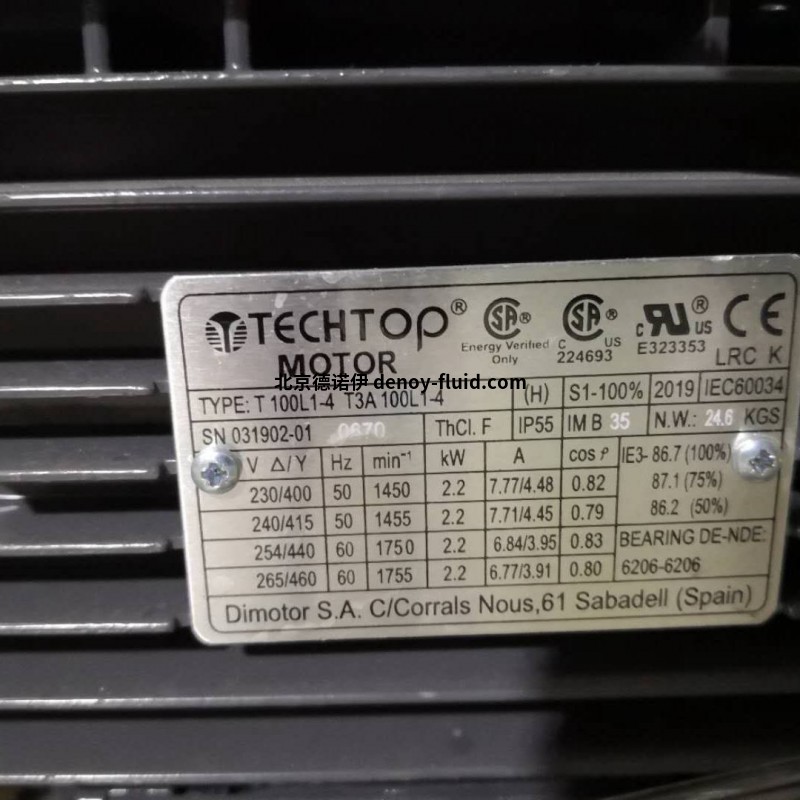 TECHTOP®
MOTOR
SA® Energy Verified Only
SA® C US 224693
c RU® US E323353
CE
LRC K
北京德诺伊 denoy-fluid.com
TYPE: T 100L1-4 T3A 100L1-4 (H) S1-100% 2019 IEC60034
SN 031902-01 0670 ThCl. F IP55 IM B 35 N.W.: 24.6 KGS
V Δ/Y Hz min⁻¹ kW A cos φ IE3- 86.7 (100%)
230/400 50 1450 2.2 7.77/4.48 0.82 87.1 (75%)
240/415 50 1455 2.2 7.71/4.45 0.79 86.2 (50%)
254/440 60 1750 2.2 6.84/3.95 0.83 BEARING DE-NDE:
265/460 60 1755 2.2 6.77/3.91 0.80 6206-6206
Dimotor S.A. C/Corrals Nous,61 Sabadell (Spain)